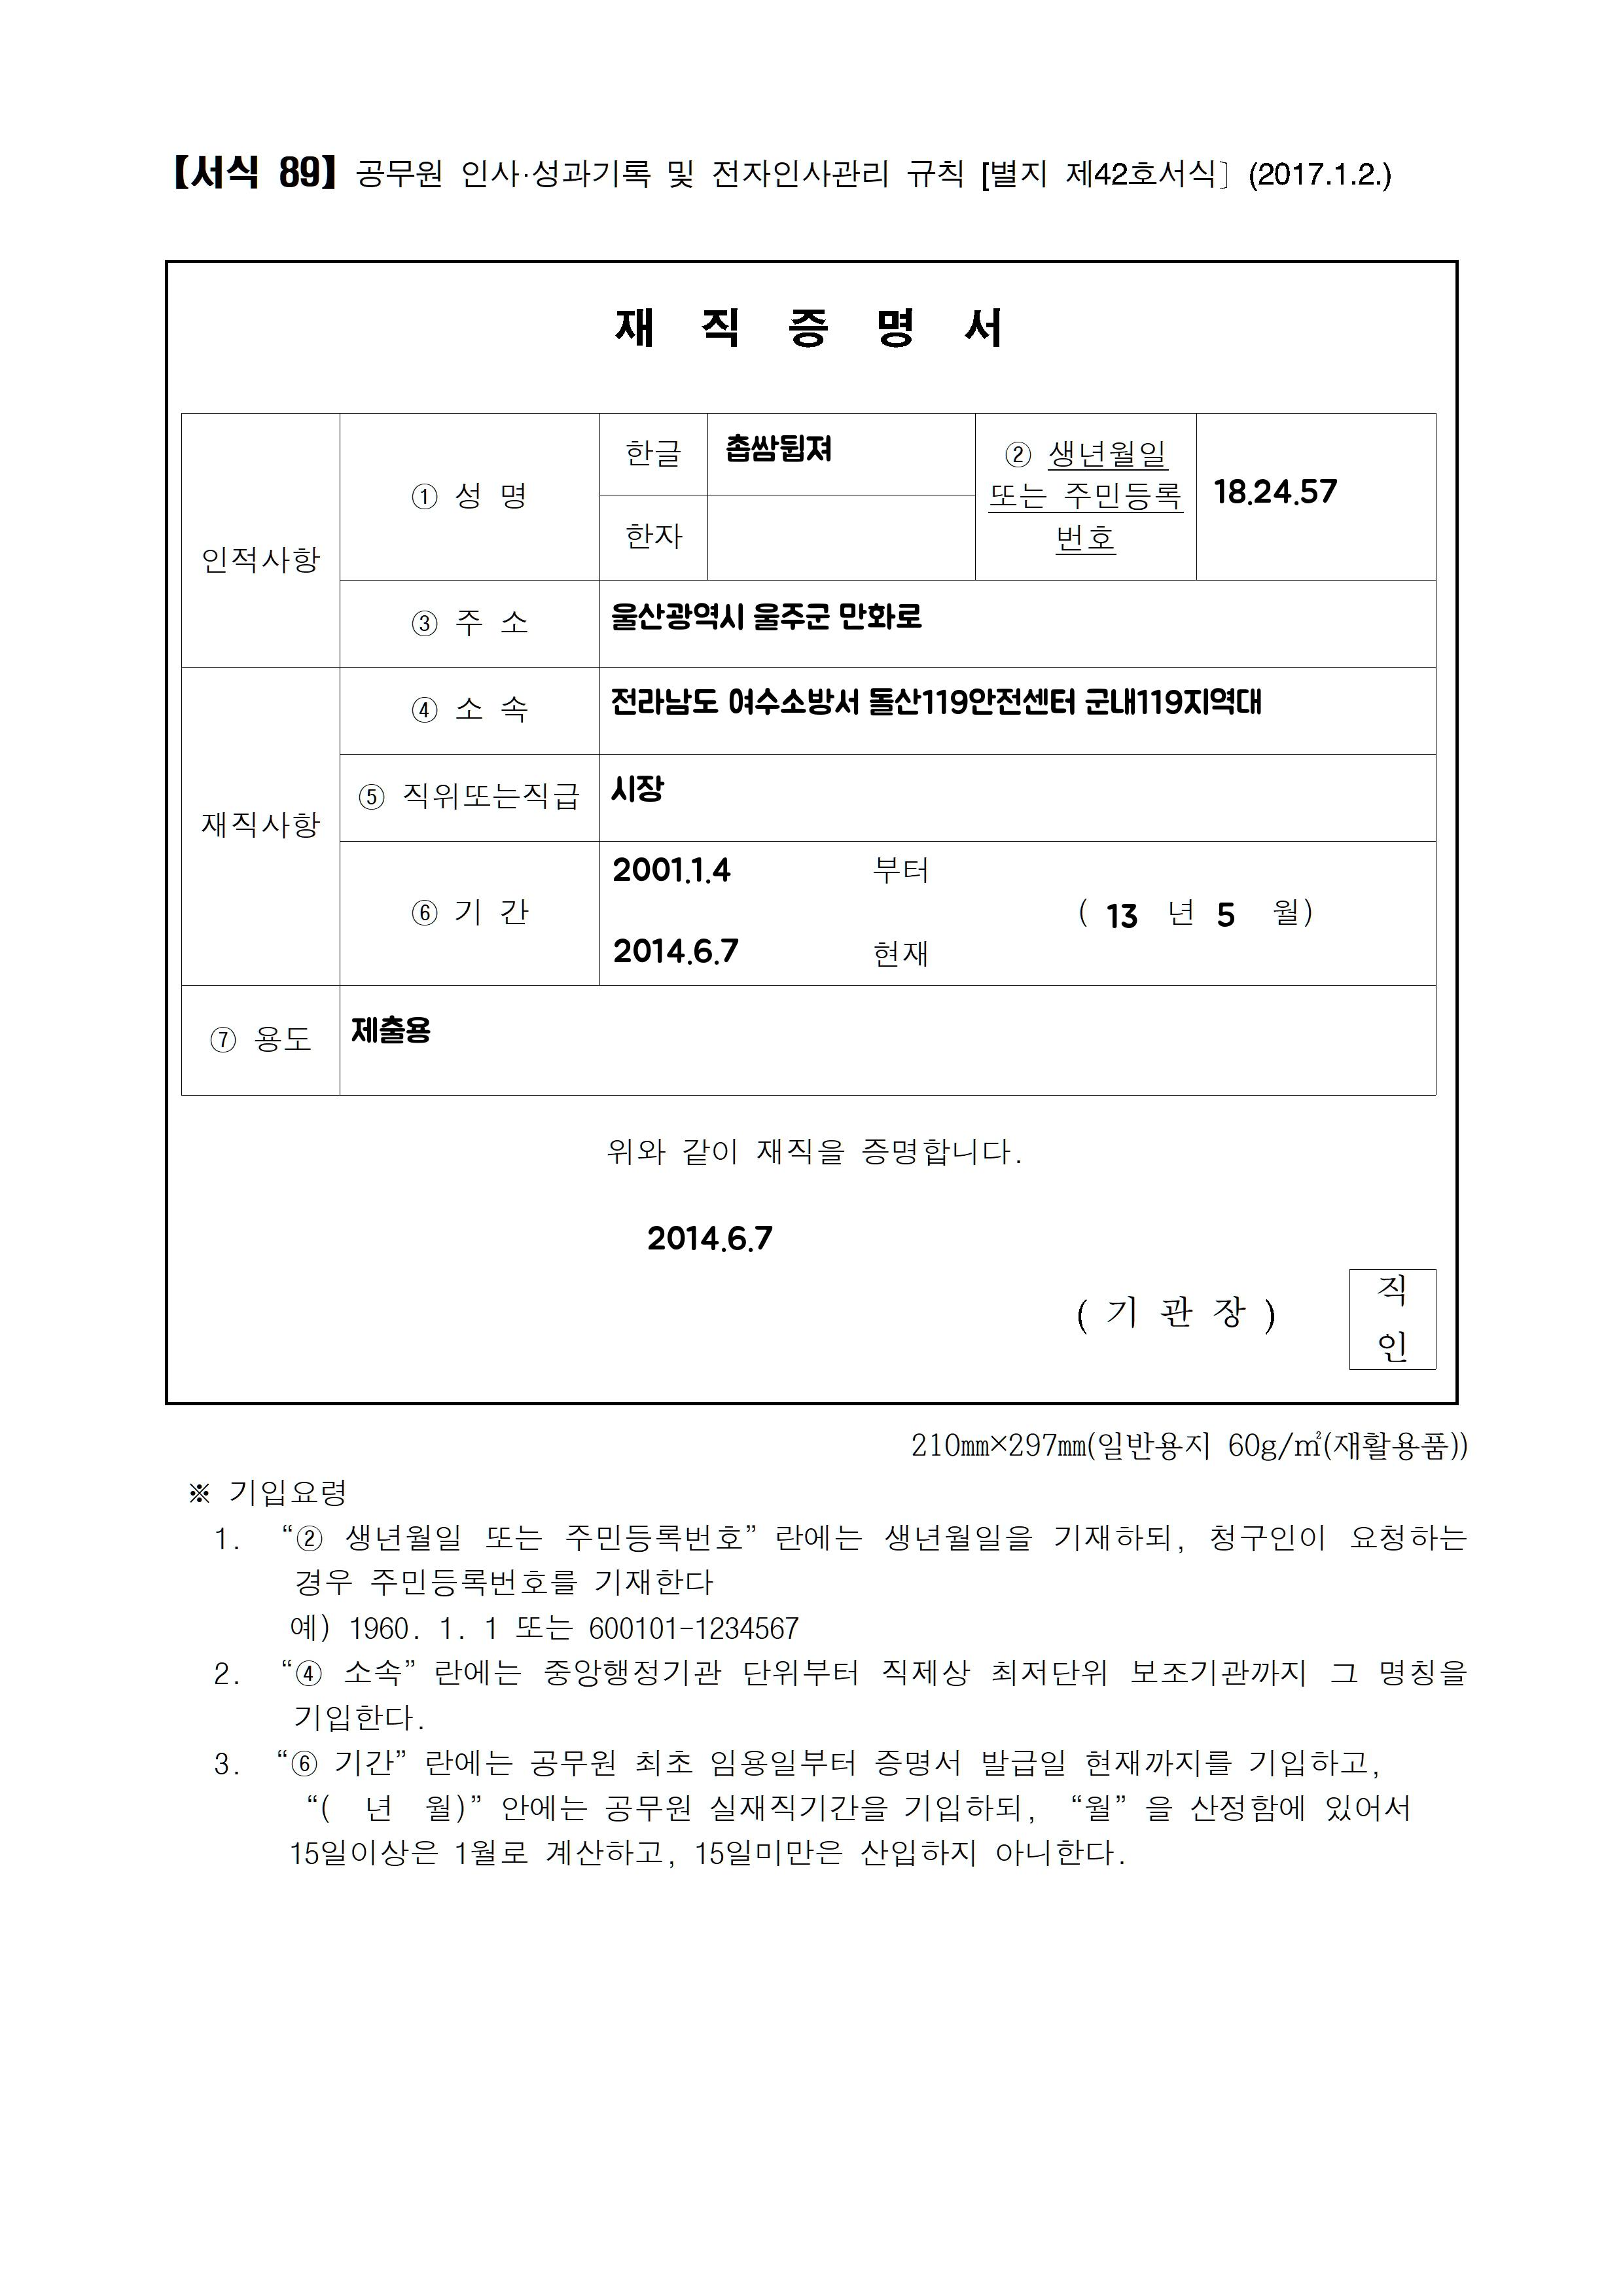 【서식 89】 공무원 인사·성과기록 및 전자인사관리 규칙 [별지 제42호서식〕 (2017.1.2.)
재 직 증 명 서
인적사항
① 성 명
한글
촙쌈뒵져
한자
② 생년월일
또는 주민등록
번호
18.24.57
③ 주 소
울산광역시 울주군 만화로
재직사항
④ 소 속
전라남도 여수소방서 돌산119안전센터 군내119지역대
⑤ 직위또는직급
시장
⑥ 기 간
2001.1.4 부터
( 13 년 5 월)
2014.6.7 현재
⑦ 용도
제출용
위와 같이 재직을 증명합니다.
2014.6.7
( 기 관 장 )
직
인
210㎜×297㎜(일반용지 60g/㎡(재활용품))
※ 기입요령
1. “② 생년월일 또는 주민등록번호” 란에는 생년월일을 기재하되, 청구인이 요청하는
경우 주민등록번호를 기재한다
예) 1960. 1. 1 또는 600101-1234567
2. “④ 소속” 란에는 중앙행정기관 단위부터 직제상 최저단위 보조기관까지 그 명칭을
기입한다.
3. “⑥ 기간” 란에는 공무원 최초 임용일부터 증명서 발급일 현재까지를 기입하고,
“( 년 월)” 안에는 공무원 실재직기간을 기입하되, “월” 을 산정함에 있어서
15일이상은 1월로 계산하고, 15일미만은 산입하지 아니한다.